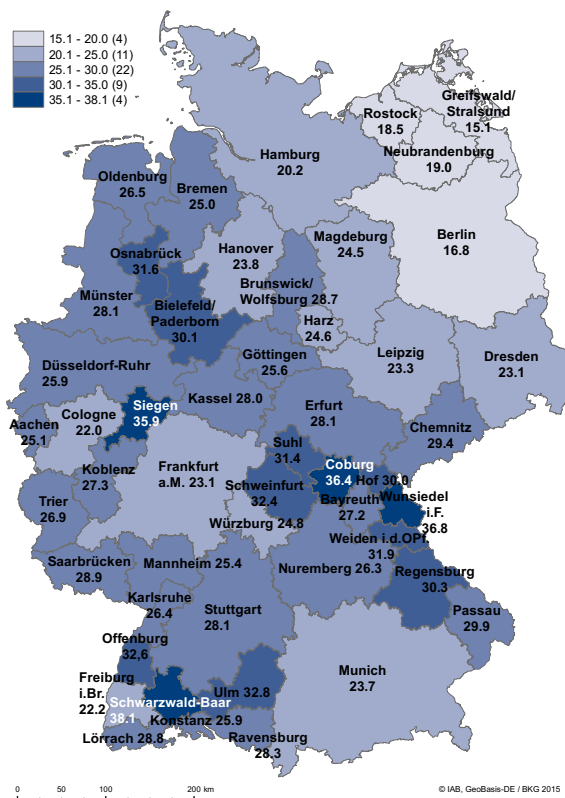 15.1 - 20.0 (4)
20.1 - 25.0 (11)
25.1 - 30.0 (22)
30.1 - 35.0 (9)
35.1 - 38.1 (4)
Greifswald/
Stralsund
15.1
Rostock
18.5
Neubrandenburg
19.0
Hamburg
20.2
Oldenburg
26.5
Bremen
25.0
Berlin
16.8
Hanover
23.8
Magdeburg
24.5
Osnabrück
31.6
Brunswick/
Wolfsburg 28.7
Münster
28.1
Bielefeld/
Paderborn
30.1
Harz
24.6
Leipzig
23.3
Dresden
23.1
Düsseldorf-Ruhr
25.9
Göttingen
25.6
Kassel 28.0
Siegen
35.9
Cologne
22.0
Aachen
25.1
Erfurt
28.1
Chemnitz
29.4
Suhl
31.4
Koblenz
27.3
Frankfurt
a.M. 23.1
Coburg
36.4
Hof 30.0
Schweinfurt
32.4
Bayreuth
27.2
Wunsiedel
i.F.
36.8
Trier
26.9
Würzburg 24.8
Weiden i.d.OPf.
31.9
Saarbrücken
28.9
Mannheim 25.4
Nuremberg 26.3
Regensburg
30.3
Karlsruhe
26.4
Stuttgart
28.1
Passau
29.9
Offenburg
32,6
Freiburg
i.Br.
22.2
Munich
23.7
Ulm 32.8
Schwarzwald-Baar
38.1
Konstanz 25.9
Lörrach 28.8
Ravensburg
28.3
0 50 100 200 km
© IAB, GeoBasis-DE / BKG 2015